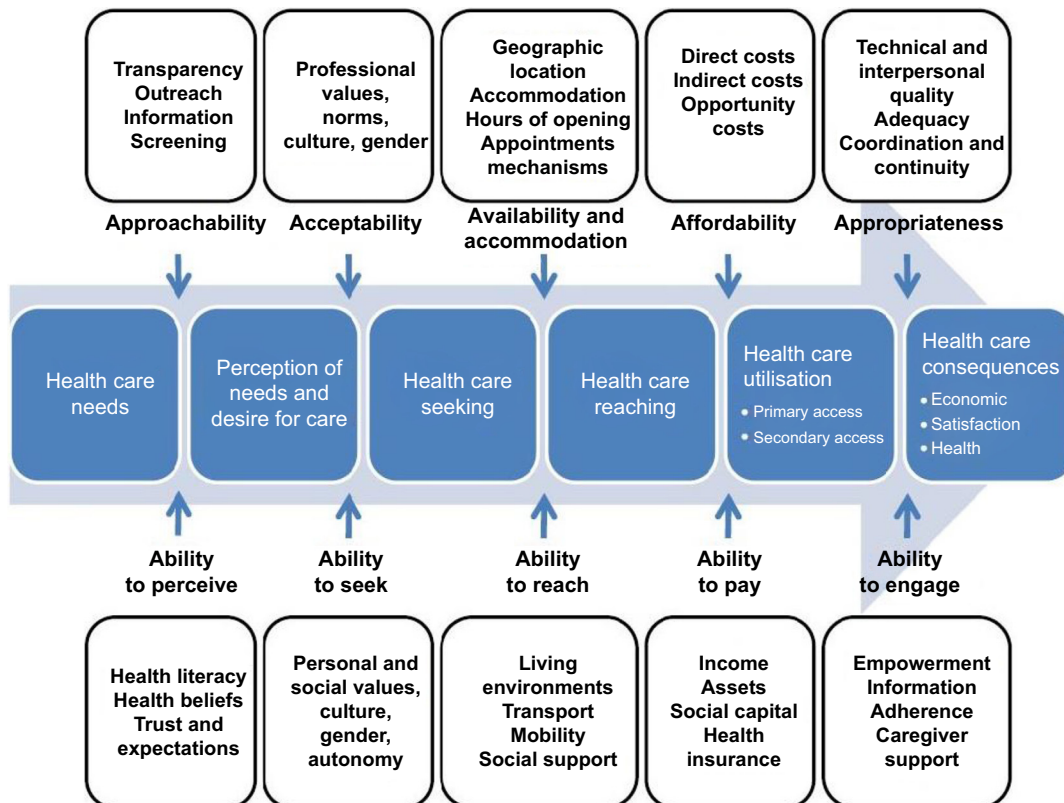 Transparency
Outreach
Information
Screening
Professional
values,
norms,
culture, gender
Geographic
location
Accommodation
Hours of opening
Appointments
mechanisms
Direct costs
Indirect costs
Opportunity
costs
Technical and
interpersonal
quality
Adequacy
Coordination and
continuity
Approachability
Acceptability
Availability and
accommodation
Affordability
Appropriateness
Health care
needs
Perception of
needs and
desire for care
Health care
seeking
Health care
reaching
Health care
utilisation
• Primary access
• Secondary access
Health care
consequences
• Economic
• Satisfaction
• Health
Ability
to perceive
Ability
to seek
Ability
to reach
Ability
to pay
Ability
to engage
Health literacy
Health beliefs
Trust and
expectations
Personal and
social values,
culture,
gender,
autonomy
Living
environments
Transport
Mobility
Social support
Income
Assets
Social capital
Health
insurance
Empowerment
Information
Adherence
Caregiver
support